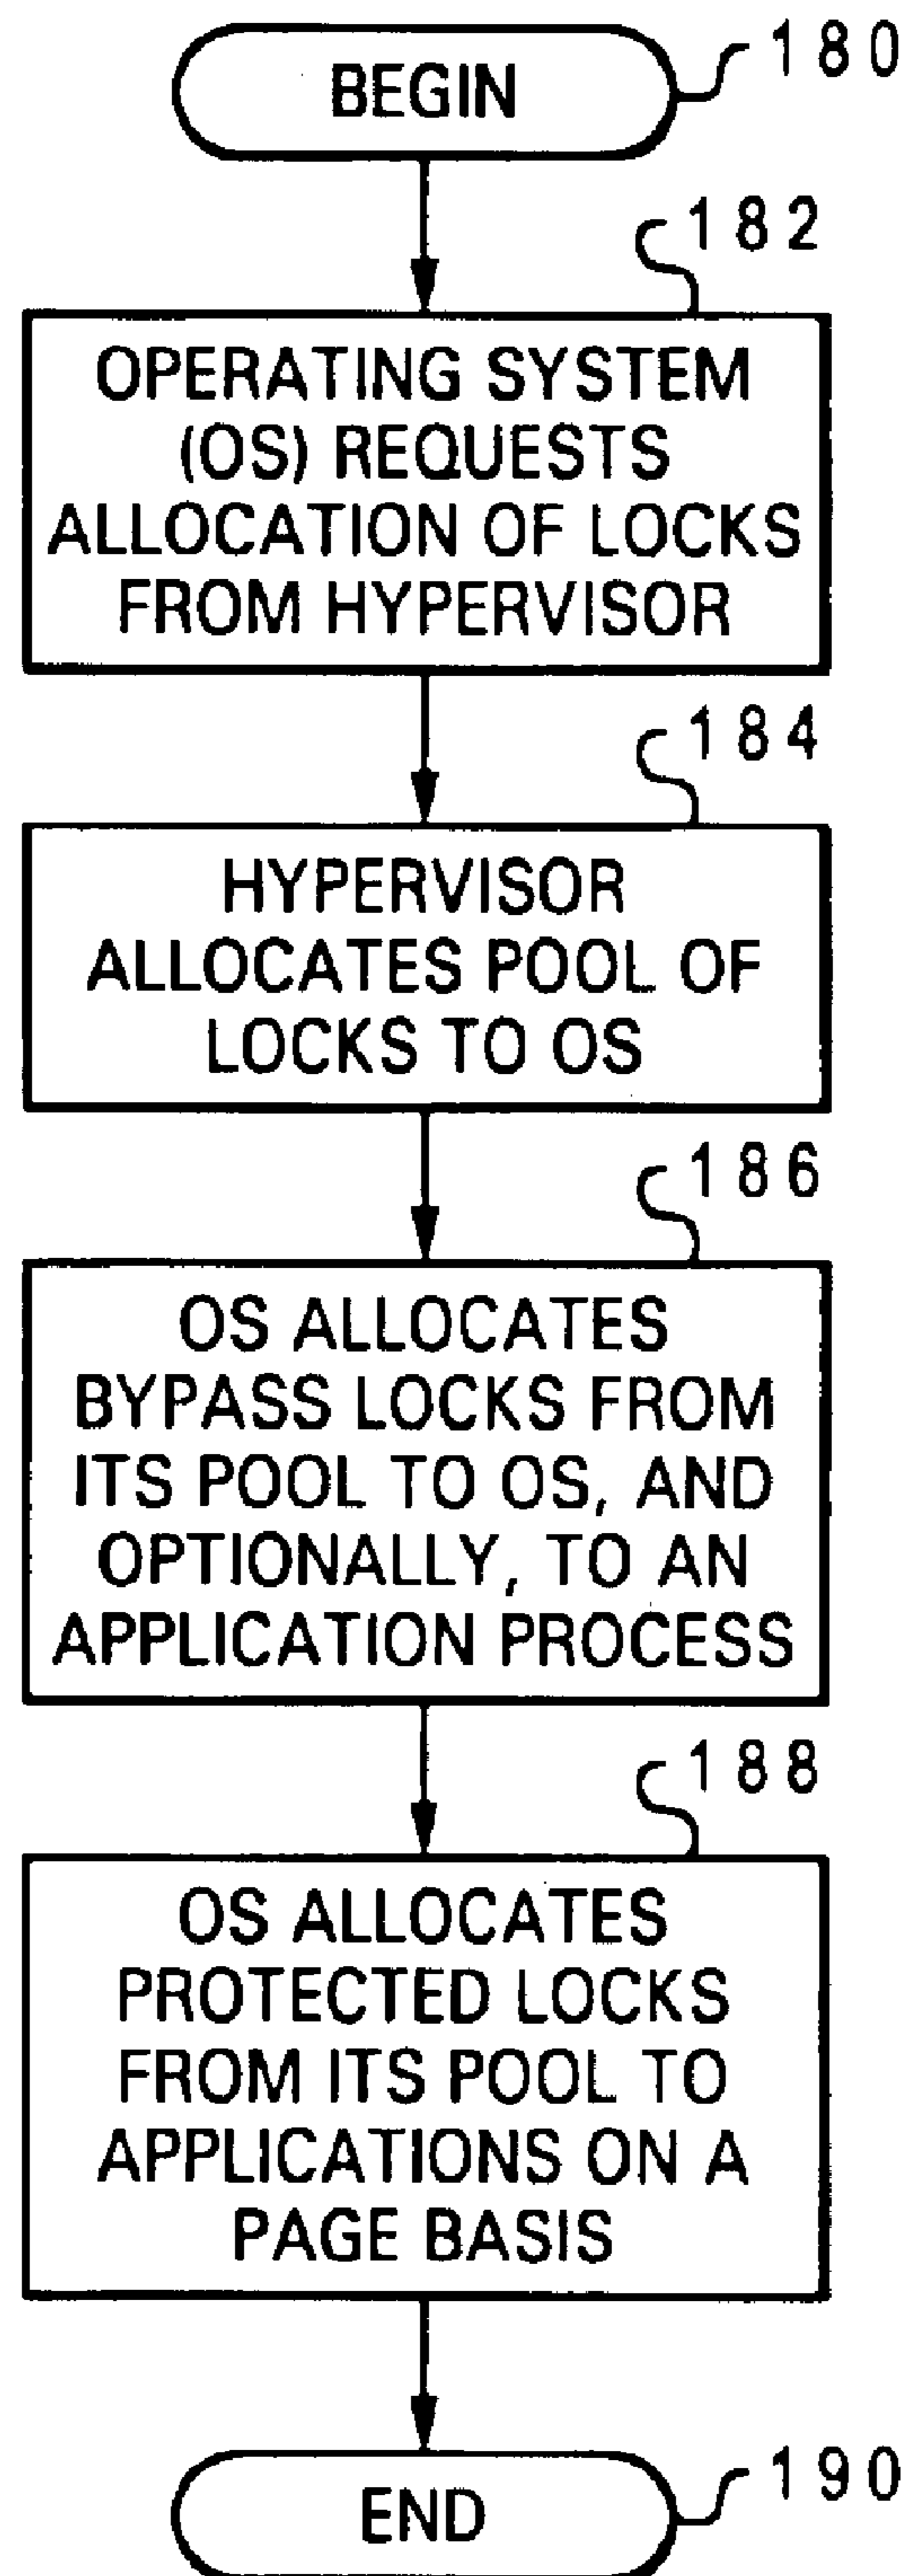 BEGIN
180
182
OPERATING SYSTEM
(OS) REQUESTS
ALLOCATION OF LOCKS
FROM HYPERVISOR
184
HYPERVISOR
ALLOCATES POOL OF
LOCKS TO OS
186
OS ALLOCATES
BYPASS LOCKS FROM
ITS POOL TO OS, AND
OPTIONALLY, TO AN
APPLICATION PROCESS
188
OS ALLOCATES
PROTECTED LOCKS
FROM ITS POOL TO
APPLICATIONS ON A
PAGE BASIS
END
190